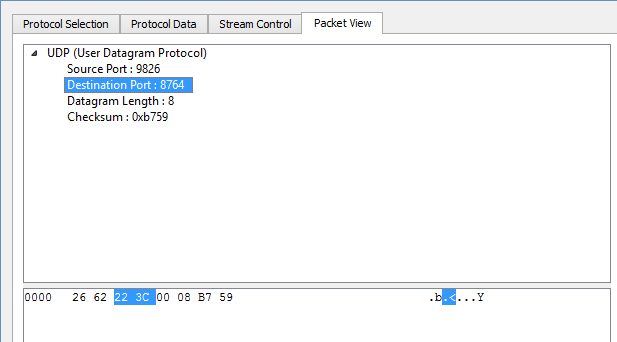 Protocol Selection Protocol Data Stream Control Packet View
UDP (User Datagram Protocol)
Source Port : 9826
Destination Port : 8764
Datagram Length : 8
Checksum : 0xb759
0000 26 62 22 3C 00 08 B7 59 .b.<...Y